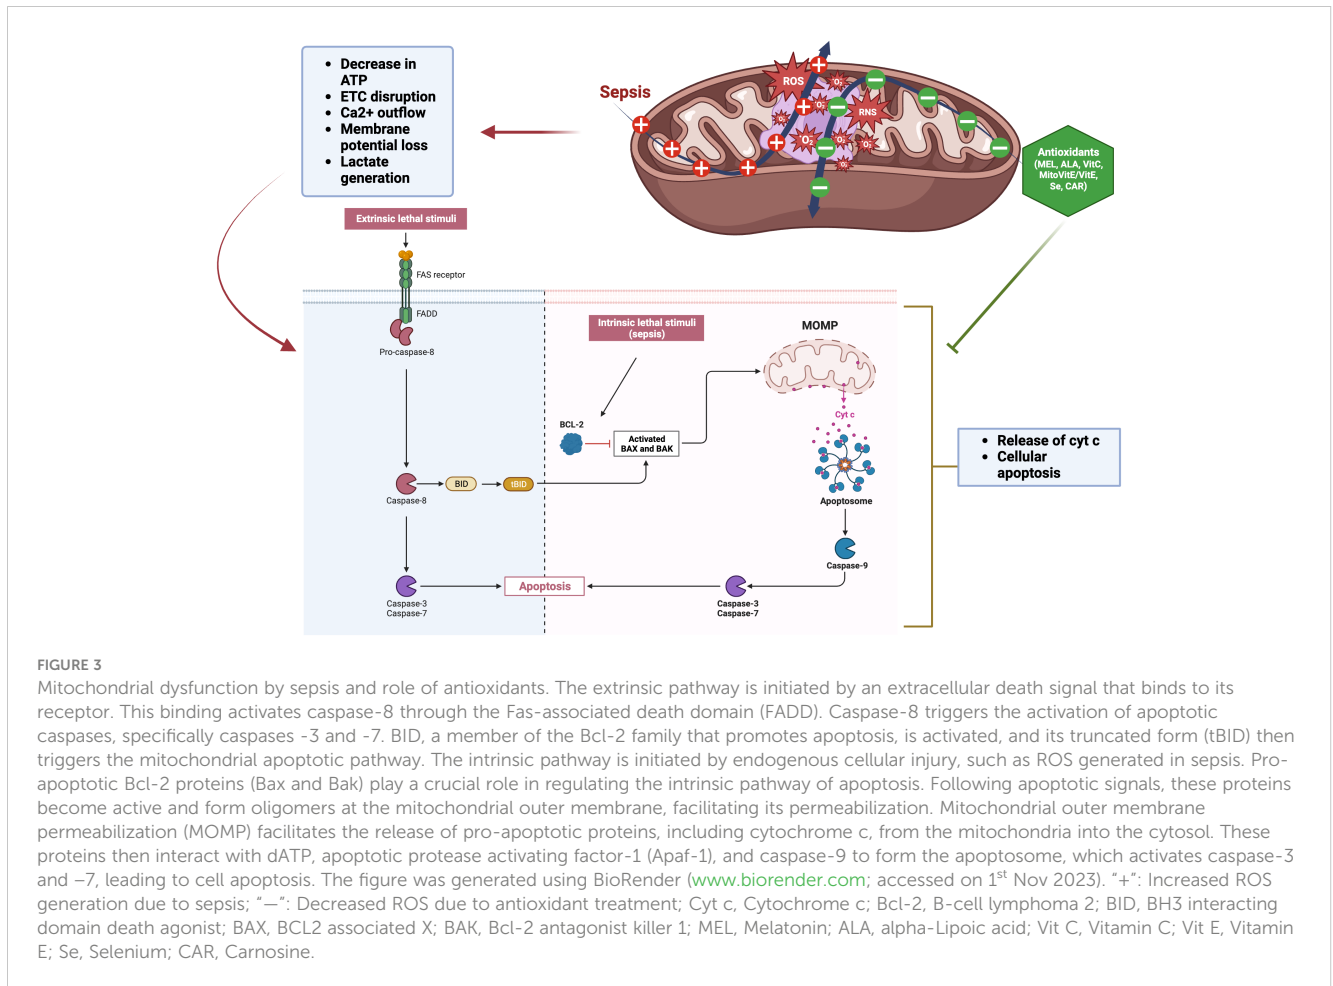 • Decrease in
ATP
• ETC disruption
• Ca2+ outflow
• Membrane
potential loss
• Lactate
generation
Sepsis
ROS
RNS
+
+
+
+
+
+
+
−
−
−
−
−
−
−
'O₂⁻
'O₂⁻
'O₂⁻
'O₂⁻
'O₂⁻
'O₂⁻
'O₂⁻
Antioxidants
(MEL, ALA, VitC,
MitoVitE/VitE,
Se, CAR)
Extrinsic lethal stimuli
FAS receptor
FADD
Pro-caspase-8
Intrinsic lethal stimuli
(sepsis)
MOMP
BCL-2
Activated
BAX and BAK
Cyt c
Caspase-8
BID
tBID
Apoptosome
Caspase-9
Caspase-3
Caspase-7
Apoptosis
Caspase-3
Caspase-7
• Release of cyt c
• Cellular
apoptosis
FIGURE 3
Mitochondrial dysfunction by sepsis and role of antioxidants. The extrinsic pathway is initiated by an extracellular death signal that binds to its
receptor. This binding activates caspase-8 through the Fas-associated death domain (FADD). Caspase-8 triggers the activation of apoptotic
caspases, specifically caspases -3 and -7. BID, a member of the Bcl-2 family that promotes apoptosis, is activated, and its truncated form (tBID) then
triggers the mitochondrial apoptotic pathway. The intrinsic pathway is initiated by endogenous cellular injury, such as ROS generated in sepsis. Pro-
apoptotic Bcl-2 proteins (Bax and Bak) play a crucial role in regulating the intrinsic pathway of apoptosis. Following apoptotic signals, these proteins
become active and form oligomers at the mitochondrial outer membrane, facilitating its permeabilization. Mitochondrial outer membrane
permeabilization (MOMP) facilitates the release of pro-apoptotic proteins, including cytochrome c, from the mitochondria into the cytosol. These
proteins then interact with dATP, apoptotic protease activating factor-1 (Apaf-1), and caspase-9 to form the apoptosome, which activates caspase-3
and –7, leading to cell apoptosis. The figure was generated using BioRender (www.biorender.com; accessed on 1st Nov 2023). “+”: Increased ROS
generation due to sepsis; “—”: Decreased ROS due to antioxidant treatment; Cyt c, Cytochrome c; Bcl-2, B-cell lymphoma 2; BID, BH3 interacting
domain death agonist; BAX, BCL2 associated X; BAK, Bcl-2 antagonist killer 1; MEL, Melatonin; ALA, alpha-Lipoic acid; Vit C, Vitamin C; Vit E, Vitamin
E; Se, Selenium; CAR, Carnosine.